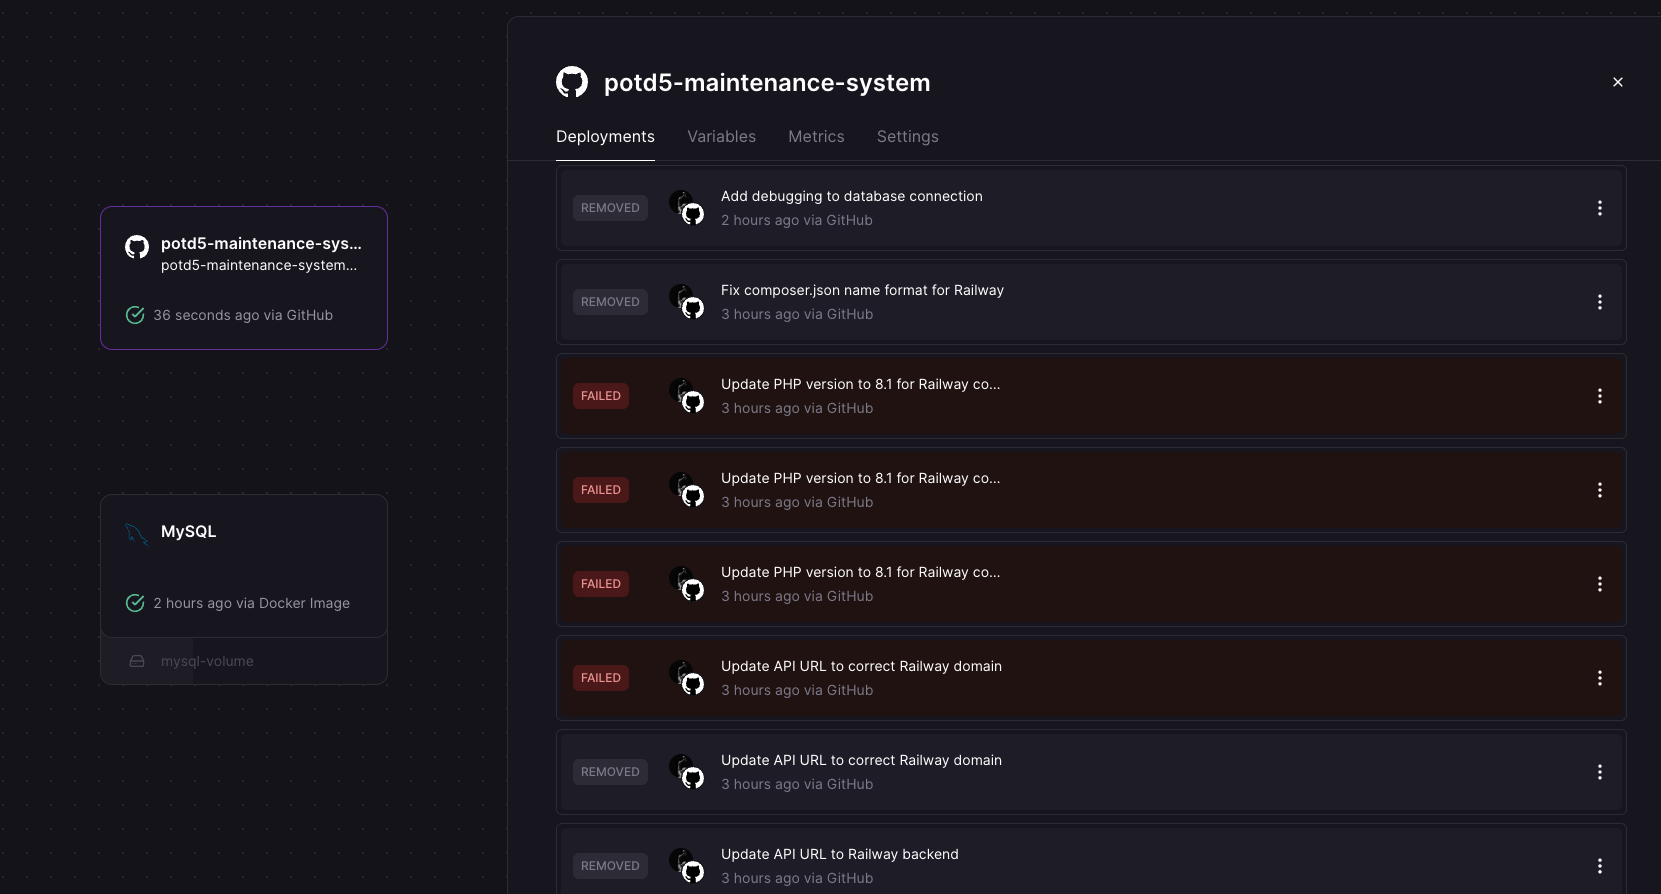 potd5-maintenance-sys...
potd5-maintenance-system...
36 seconds ago via GitHub
MySQL
2 hours ago via Docker Image
mysql-volume
potd5-maintenance-system
Deployments
Variables
Metrics
Settings
REMOVED
Add debugging to database connection
2 hours ago via GitHub
REMOVED
Fix composer.json name format for Railway
3 hours ago via GitHub
FAILED
Update PHP version to 8.1 for Railway co...
3 hours ago via GitHub
FAILED
Update PHP version to 8.1 for Railway co...
3 hours ago via GitHub
FAILED
Update PHP version to 8.1 for Railway co...
3 hours ago via GitHub
FAILED
Update API URL to correct Railway domain
3 hours ago via GitHub
REMOVED
Update API URL to correct Railway domain
3 hours ago via GitHub
REMOVED
Update API URL to Railway backend
3 hours ago via GitHub